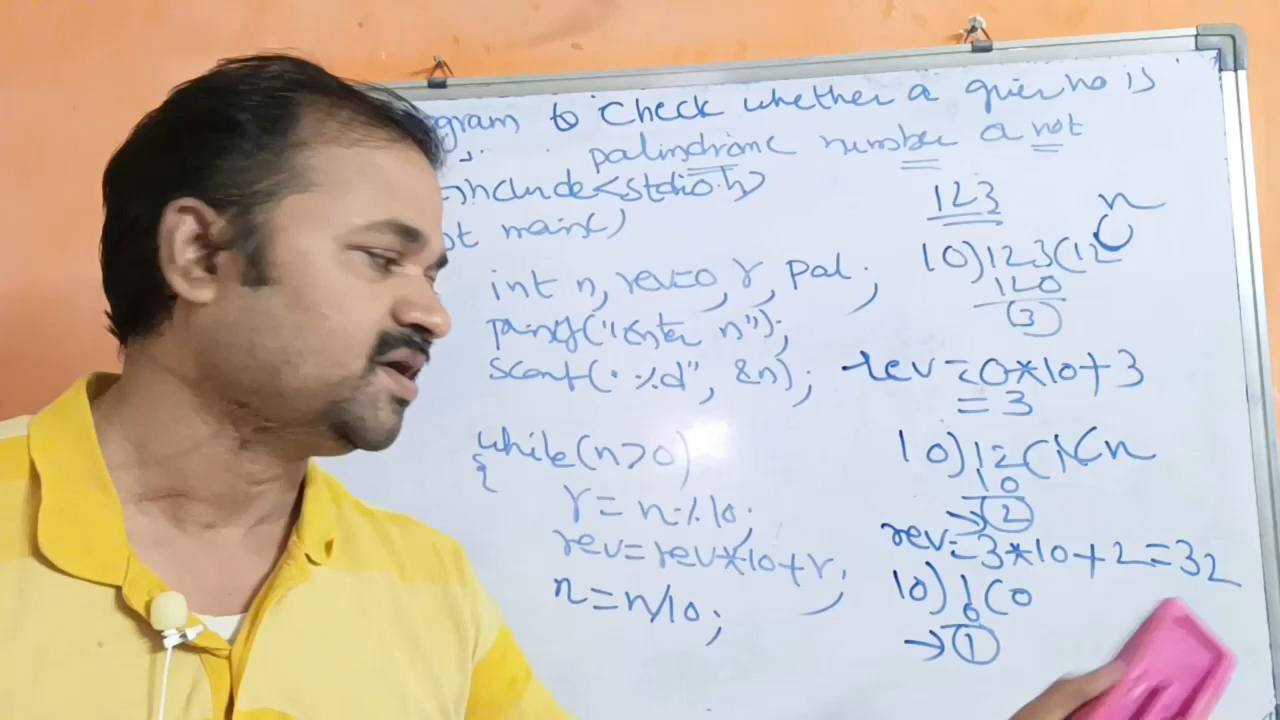 gram to check whether a given no is
palindrome number or not
include<stdio.h>
main()
int n, rev=0, r, pal;
printf("Enter n");
scanf("%d", &n);
while(n>0)
{
r = n%10;
rev=rev*10+r;
n=n/10;
123
n
10)123(12
120
3
rev=0*10+3
=3
10)12(1 n
10
→2
rev=3*10+2=32
10)1(0
0
→1